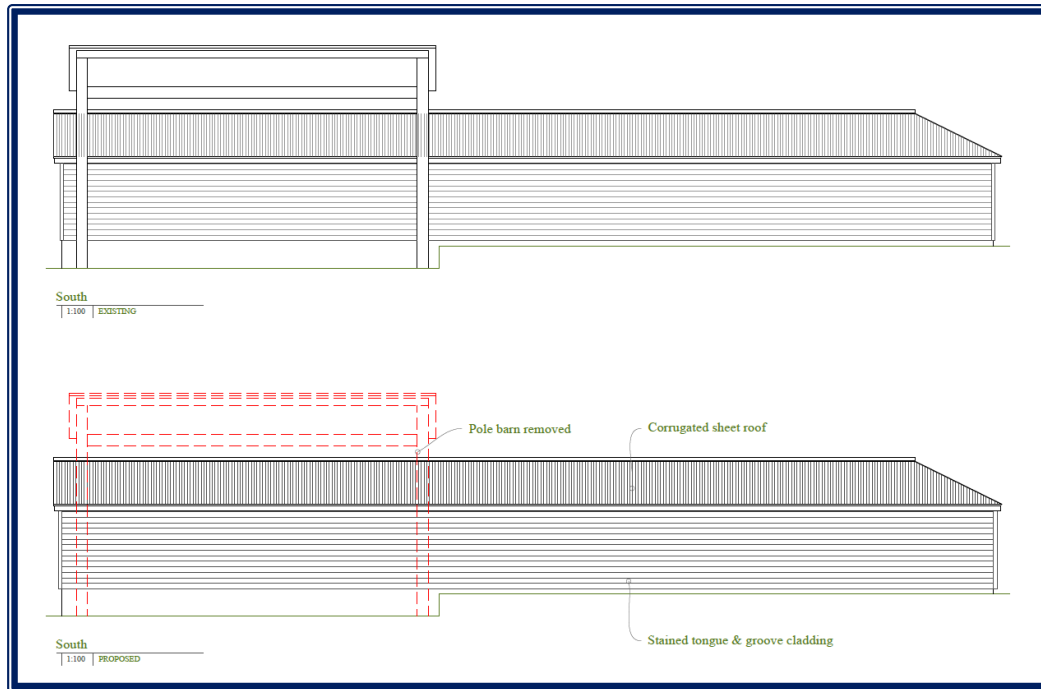 South
1:100 EXISTING
Pole barn removed
Corrugated sheet roof
Stained tongue & groove cladding
South
1:100 PROPOSED